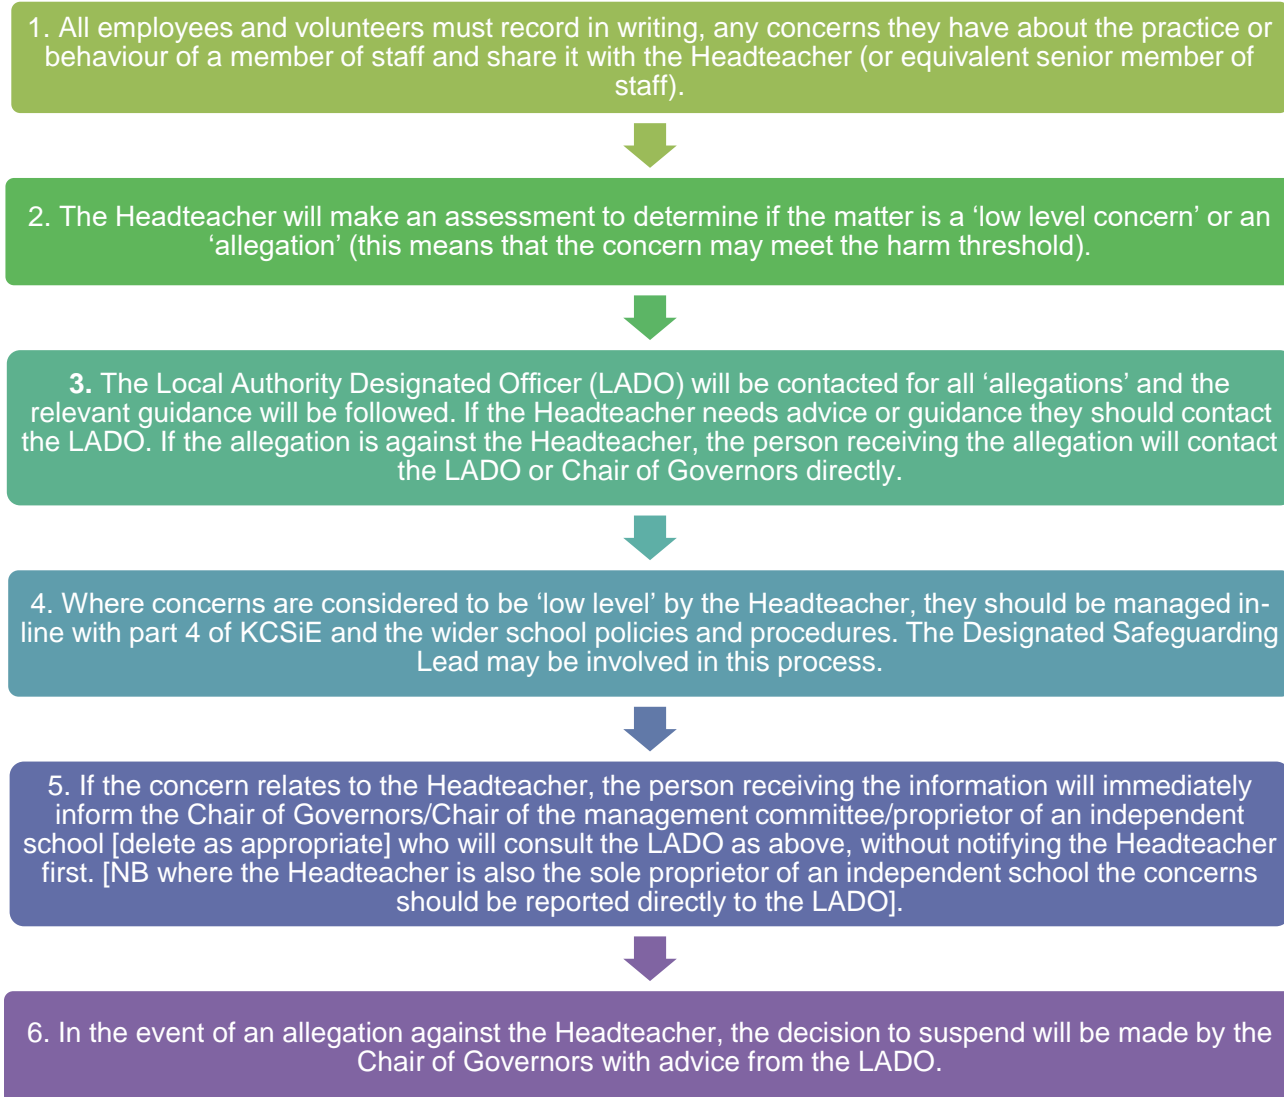 1. All employees and volunteers must record in writing, any concerns they have about the practice or
behaviour of a member of staff and share it with the Headteacher (or equivalent senior member of
staff).
2. The Headteacher will make an assessment to determine if the matter is a ‘low level concern’ or an
‘allegation’ (this means that the concern may meet the harm threshold).
3. The Local Authority Designated Officer (LADO) will be contacted for all ‘allegations’ and the
relevant guidance will be followed. If the Headteacher needs advice or guidance they should contact
the LADO. If the allegation is against the Headteacher, the person receiving the allegation will contact
the LADO or Chair of Governors directly.
4. Where concerns are considered to be ‘low level’ by the Headteacher, they should be managed in-
line with part 4 of KCSiE and the wider school policies and procedures. The Designated Safeguarding
Lead may be involved in this process.
5. If the concern relates to the Headteacher, the person receiving the information will immediately
inform the Chair of Governors/Chair of the management committee/proprietor of an independent
school [delete as appropriate] who will consult the LADO as above, without notifying the Headteacher
first. [NB where the Headteacher is also the sole proprietor of an independent school the concerns
should be reported directly to the LADO].
6. In the event of an allegation against the Headteacher, the decision to suspend will be made by the
Chair of Governors with advice from the LADO.